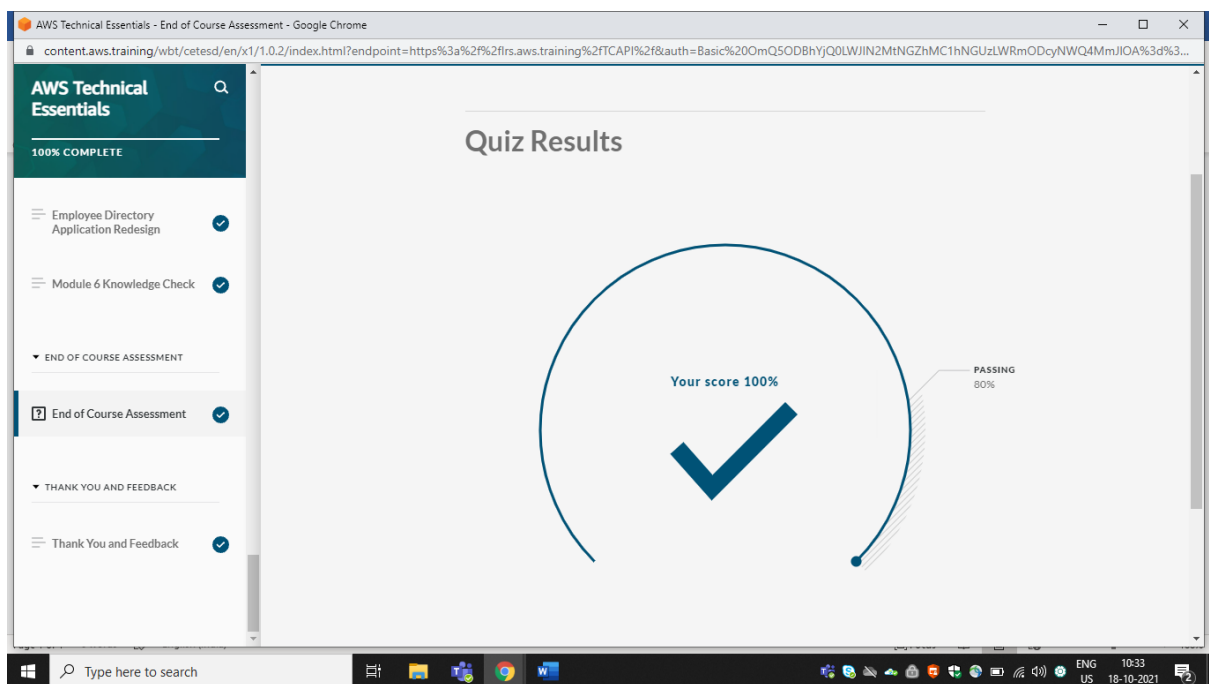 AWS Technical Essentials - End of Course Assessment - Google Chrome
content.aws.training/wbt/cetesd/en/x1/1.0.2/index.html?endpoint=https%3a%2f%2flrs.aws.training%2fTCAPI%2f&auth=Basic%20OmQ5ODBhYjQ0LWJlN2MtNGZhMC1hNGUzLWRmODcyNWQ4MmJlOA%3d%3...
AWS Technical
Essentials
100% COMPLETE
Employee Directory
Application Redesign
Module 6 Knowledge Check
END OF COURSE ASSESSMENT
End of Course Assessment
THANK YOU AND FEEDBACK
Thank You and Feedback
Quiz Results
Your score 100%
PASSING
80%
Type here to search
ENG
US
10:33
18-10-2021
2